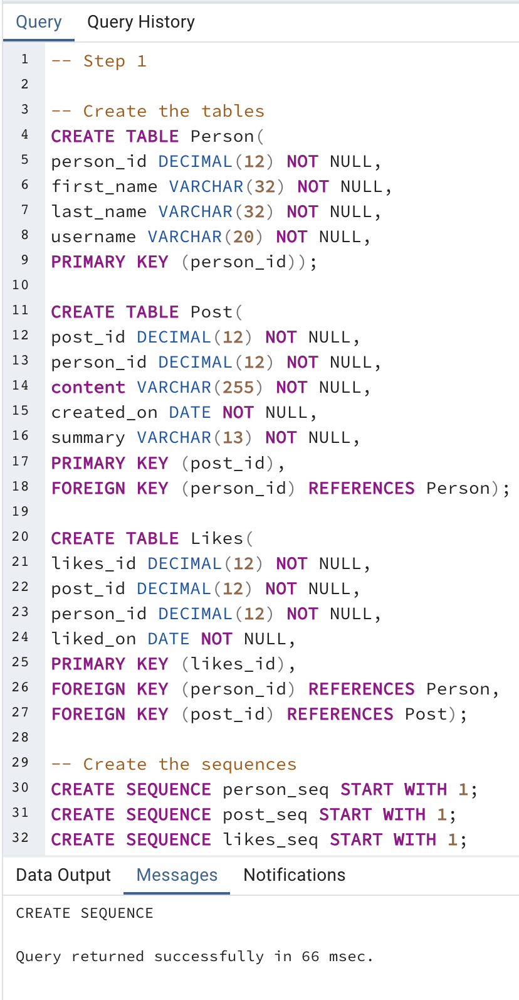 Query Query History
1 -- Step 1
2
3 -- Create the tables
4 CREATE TABLE Person(
5 person_id DECIMAL(12) NOT NULL,
6 first_name VARCHAR(32) NOT NULL,
7 last_name VARCHAR(32) NOT NULL,
8 username VARCHAR(20) NOT NULL,
9 PRIMARY KEY (person_id));
10
11 CREATE TABLE Post(
12 post_id DECIMAL(12) NOT NULL,
13 person_id DECIMAL(12) NOT NULL,
14 content VARCHAR(255) NOT NULL,
15 created_on DATE NOT NULL,
16 summary VARCHAR(13) NOT NULL,
17 PRIMARY KEY (post_id),
18 FOREIGN KEY (person_id) REFERENCES Person);
19
20 CREATE TABLE Likes(
21 likes_id DECIMAL(12) NOT NULL,
22 post_id DECIMAL(12) NOT NULL,
23 person_id DECIMAL(12) NOT NULL,
24 liked_on DATE NOT NULL,
25 PRIMARY KEY (likes_id),
26 FOREIGN KEY (person_id) REFERENCES Person,
27 FOREIGN KEY (post_id) REFERENCES Post);
28
29 -- Create the sequences
30 CREATE SEQUENCE person_seq START WITH 1;
31 CREATE SEQUENCE post_seq START WITH 1;
32 CREATE SEQUENCE likes_seq START WITH 1;
Data Output Messages Notifications
CREATE SEQUENCE
Query returned successfully in 66 msec.